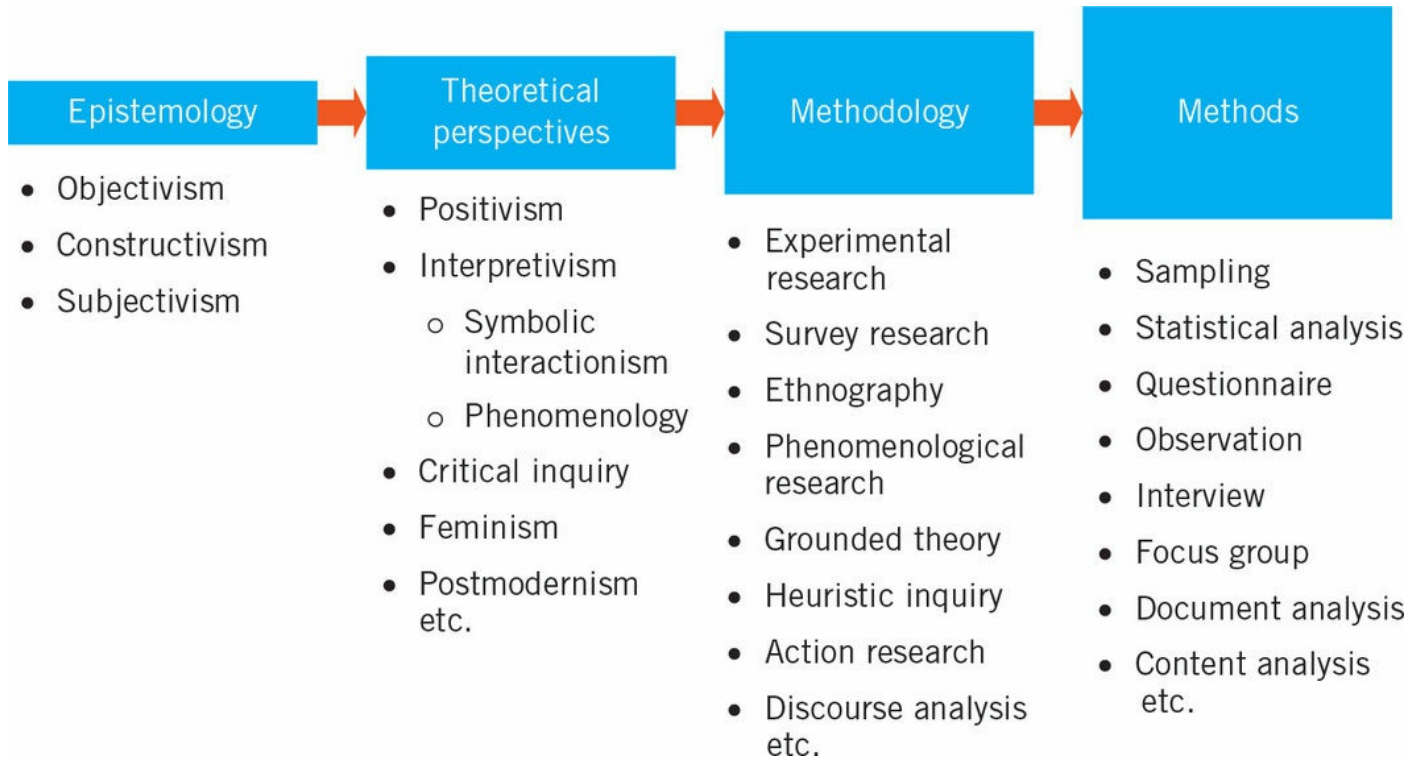 Epistemology
• Objectivism
• Constructivism
• Subjectivism
Theoretical
perspectives
• Positivism
• Interpretivism
o Symbolic
interactionism
o Phenomenology
• Critical inquiry
• Feminism
• Postmodernism
etc.
Methodology
• Experimental
research
• Survey research
• Ethnography
• Phenomenological
research
• Grounded theory
• Heuristic inquiry
• Action research
• Discourse analysis
etc.
Methods
• Sampling
• Statistical analysis
• Questionnaire
• Observation
• Interview
• Focus group
• Document analysis
• Content analysis
etc.